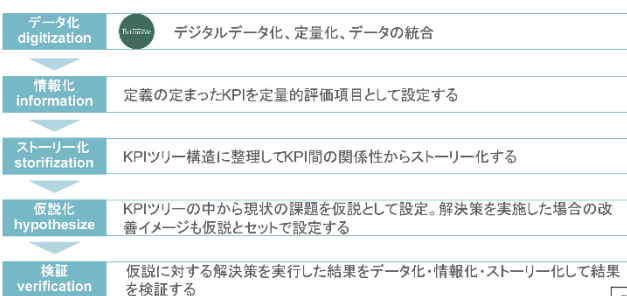 データ化
digitization
デジタルデータ化、定量化、データの統合
情報化
information
定義の定まったKPIを定量的評価項目として設定する
ストーリー化
storifization
KPIツリー構造に整理してKPI間の関係性からストーリー化する
仮説化
hypothesize
KPIツリーの中から現状の課題を仮説として設定。解決策を実施した場合の改
善イメージも仮説とセットで設定する
検証
verification
仮説に対する解決策を実行した結果をデータ化・情報化・ストーリー化して結果
を検証する